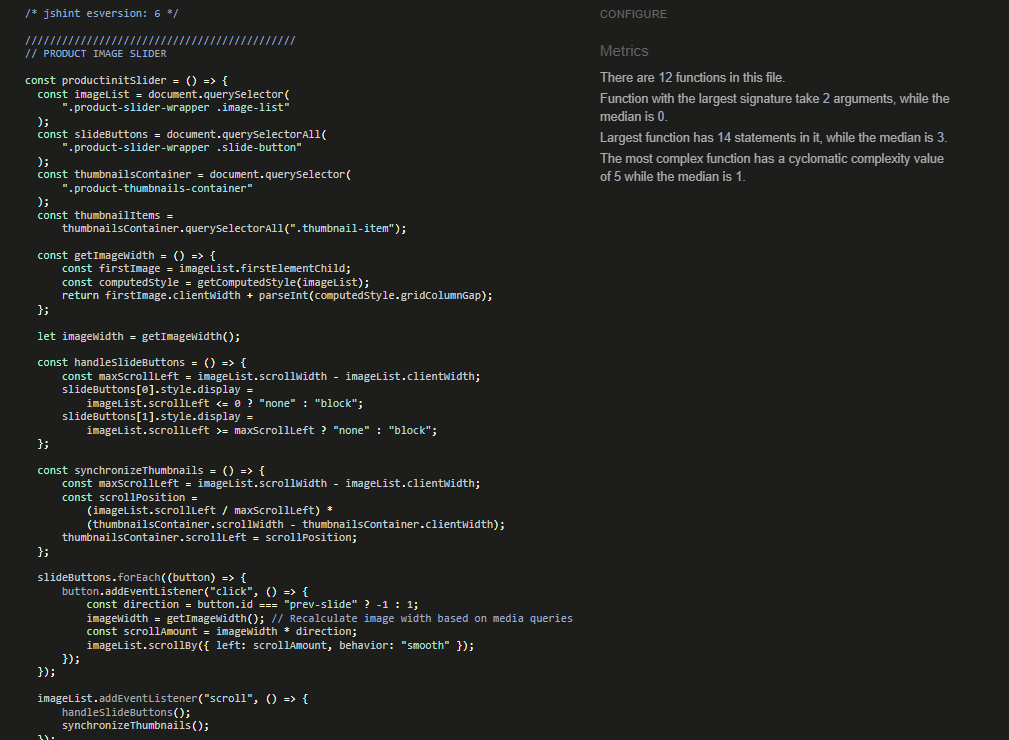 /* jshint esversion: 6 */
////////////////////////////////////////////
// PRODUCT IMAGE SLIDER
const productinitSlider = () => {
const imageList = document.querySelector(
".product-slider-wrapper .image-list"
);
const slideButtons = document.querySelectorAll(
".product-slider-wrapper .slide-button"
);
const thumbnailsContainer = document.querySelector(
".product-thumbnails-container"
);
const thumbnailItems =
thumbnailsContainer.querySelectorAll(".thumbnail-item");
const getImageWidth = () => {
const firstImage = imageList.firstElementChild;
const computedStyle = getComputedStyle(imageList);
return firstImage.clientWidth + parseInt(computedStyle.gridColumnGap);
};
let imageWidth = getImageWidth();
const handleSlideButtons = () => {
const maxScrollLeft = imageList.scrollWidth - imageList.clientWidth;
slideButtons[0].style.display =
imageList.scrollLeft <= 0 ? "none" : "block";
slideButtons[1].style.display =
imageList.scrollLeft >= maxScrollLeft ? "none" : "block";
};
const synchronizeThumbnails = () => {
const maxScrollLeft = imageList.scrollWidth - imageList.clientWidth;
const scrollPosition =
(imageList.scrollLeft / maxScrollLeft) *
(thumbnailsContainer.scrollWidth - thumbnailsContainer.clientWidth);
thumbnailsContainer.scrollLeft = scrollPosition;
};
slideButtons.forEach((button) => {
button.addEventListener("click", () => {
const direction = button.id === "prev-slide" ? -1 : 1;
imageWidth = getImageWidth(); // Recalculate image width based on media queries
const scrollAmount = imageWidth * direction;
imageList.scrollBy({ left: scrollAmount, behavior: "smooth" });
});
});
imageList.addEventListener("scroll", () => {
handleSlideButtons();
synchronizeThumbnails();
});
CONFIGURE
Metrics
There are 12 functions in this file.
Function with the largest signature take 2 arguments, while the
median is 0.
Largest function has 14 statements in it, while the median is 3.
The most complex function has a cyclomatic complexity value
of 5 while the median is 1.